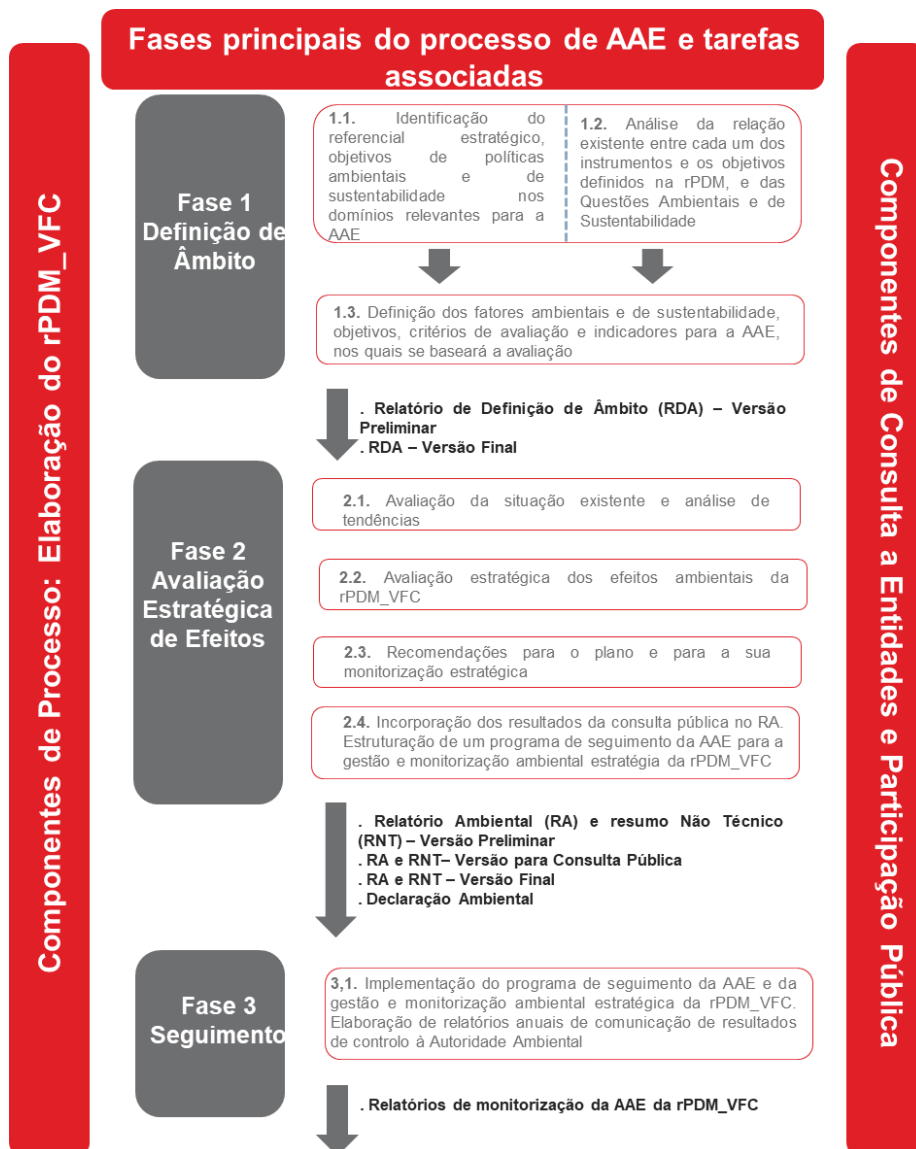 Fases principais do processo de AAE e tarefas
associadas
Componentes de Processo: Elaboração do rPDM_VFC
Fase 1
Definição de
Âmbito
1.1. Identificação do
referencial estratégico,
objetivos de políticas
ambientais e de
sustentabilidade nos
domínios relevantes para a
AAE
1.2. Análise da relação
existente entre cada um dos
instrumentos e os objetivos
definidos na rPDM, e das
Questões Ambientais e de
Sustentabilidade
1.3. Definição dos fatores ambientais e de sustentabilidade,
objetivos, critérios de avaliação e indicadores para a AAE,
nos quais se baseará a avaliação
. Relatório de Definição de Âmbito (RDA) – Versão
Preliminar
. RDA – Versão Final
Fase 2
Avaliação
Estratégica
de Efeitos
2.1. Avaliação da situação existente e análise de
tendências
2.2. Avaliação estratégica dos efeitos ambientais da
rPDM_VFC
2.3. Recomendações para o plano e para a sua
monitorização estratégica
2.4. Incorporação dos resultados da consulta pública no RA.
Estruturação de um programa de seguimento da AAE para a
gestão e monitorização ambiental estratégia da rPDM_VFC
. Relatório Ambiental (RA) e resumo Não Técnico
(RNT) – Versão Preliminar
. RA e RNT– Versão para Consulta Pública
. RA e RNT – Versão Final
. Declaração Ambiental
Fase 3
Seguimento
3,1. Implementação do programa de seguimento da AAE e da
gestão e monitorização ambiental estratégica da rPDM_VFC.
Elaboração de relatórios anuais de comunicação de resultados
de controlo à Autoridade Ambiental
. Relatórios de monitorização da AAE da rPDM_VFC
Componentes de Consulta a Entidades e Participação Pública